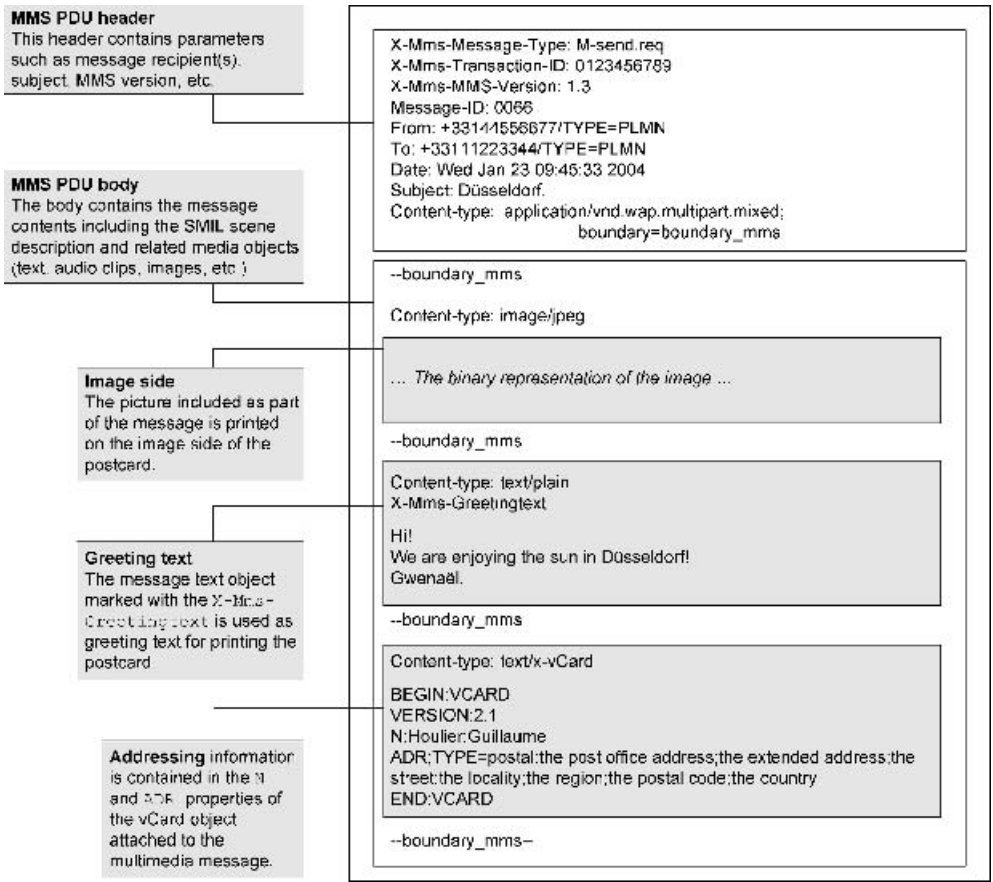 MMS PDU header
This header contains parameters
such as message recipient(s),
subject, MMS version, etc.
X-Mms-Message-Type: M-send.req
X-Mms-Transaction-ID: 0123456789
X-Mms-MMS-Version: 1.3
Message-ID: 0066
From: +33144556677/TYPE=PLMN
To: +33111223344/TYPE=PLMN
Date: Wed Jan 23 09:45:33 2004
Subject: Düsseldorf.
Content-type: application/vnd.wap.multipart.mixed;
boundary=boundary_mms
MMS PDU body
The body contains the message
contents including the SMIL scene
description and related media objects
(text, audio clips, images, etc.)
--boundary_mms
Content-type: image/jpeg
... The binary representation of the image ...
Image side
The picture included as part
of the message is printed
on the image side of the
postcard.
--boundary_mms
Content-type: text/plain
X-Mms-Greetingtext
Hi!
We are enjoying the sun in Düsseldorf!
Gwenaël.
Greeting text
The message text object
marked with the X-Mms-
Greetingtext is used as
greeting text for printing the
postcard
--boundary_mms
Content-type: text/x-vCard
BEGIN:VCARD
VERSION:2.1
N:Houlier:Guillaume
ADR;TYPE=postal:the post office address;the extended address;the
street:the locality;the region;the postal code;the country
END:VCARD
Addressing information
is contained in the N
and ADR properties of
the vCard object
attached to the
multimedia message.
--boundary_mms--